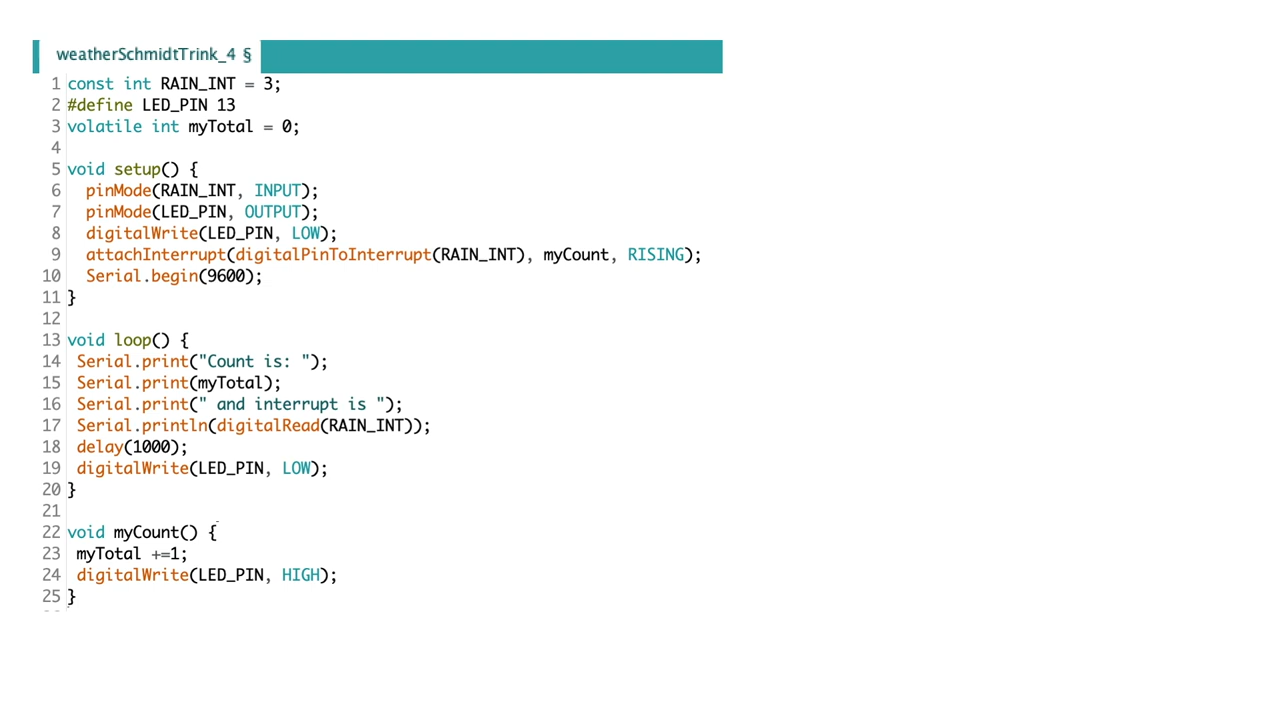 weatherSchmidtTrink_4 §
1 const int RAIN_INT = 3;
2 #define LED_PIN 13
3 volatile int myTotal = 0;
4
5 void setup() {
6   pinMode(RAIN_INT, INPUT);
7   pinMode(LED_PIN, OUTPUT);
8   digitalWrite(LED_PIN, LOW);
9   attachInterrupt(digitalPinToInterrupt(RAIN_INT), myCount, RISING);
10   Serial.begin(9600);
11 }
12
13 void loop() {
14  Serial.print("Count is: ");
15  Serial.print(myTotal);
16  Serial.print(" and interrupt is ");
17  Serial.println(digitalRead(RAIN_INT));
18  delay(1000);
19  digitalWrite(LED_PIN, LOW);
20 }
21
22 void myCount() {
23  myTotal +=1;
24  digitalWrite(LED_PIN, HIGH);
25 }